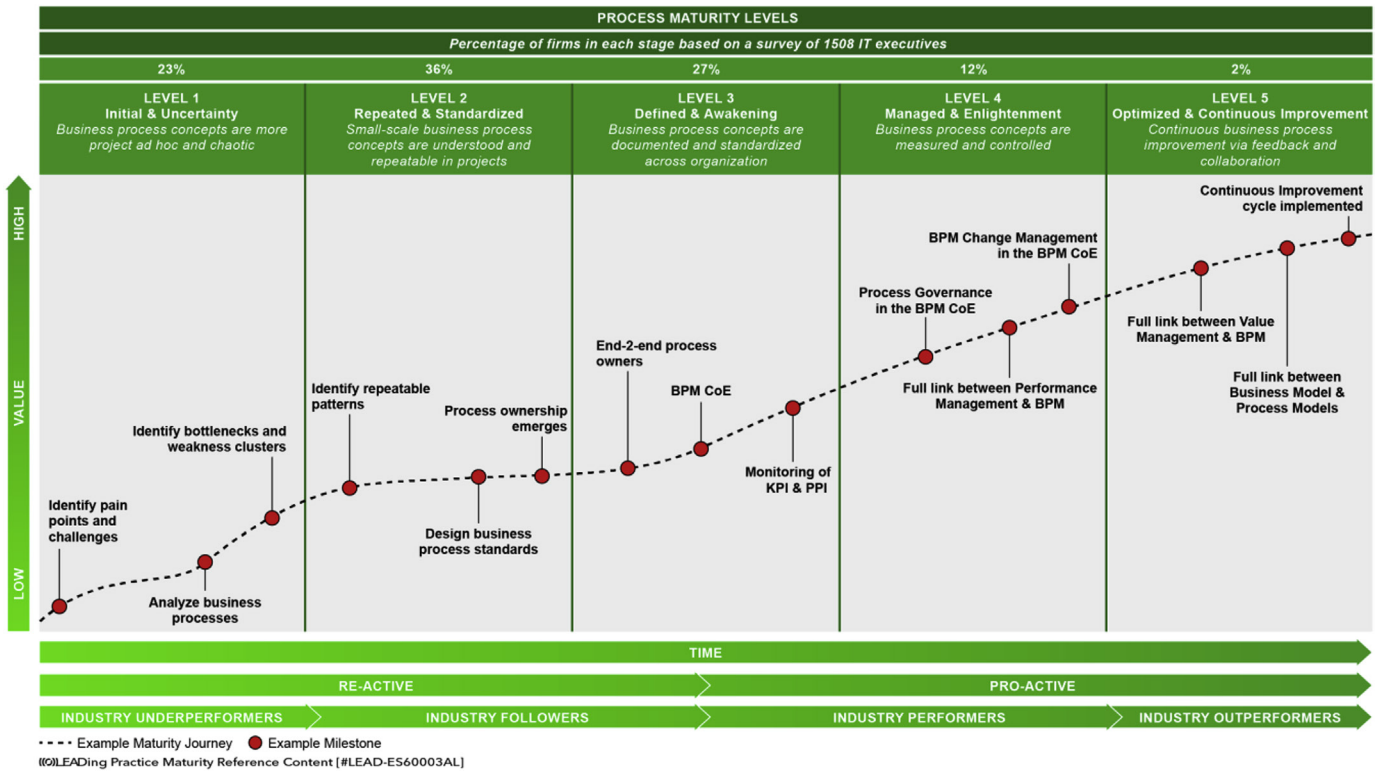 PROCESS MATURITY LEVELS
Percentage of firms in each stage based on a survey of 1508 IT executives
23%
36%
27%
12%
2%
LEVEL 1
Initial & Uncertainty
Business process concepts are more
project ad hoc and chaotic
LEVEL 2
Repeated & Standardized
Small-scale business process
concepts are understood and
repeatable in projects
LEVEL 3
Defined & Awakening
Business process concepts are
documented and standardized
across organization
LEVEL 4
Managed & Enlightenment
Business process concepts are
measured and controlled
LEVEL 5
Optimized & Continuous Improvement
Continuous business process
improvement via feedback and
collaboration
HIGH
VALUE
LOW
Identify pain
points and
challenges
Analyze business
processes
Identify bottlenecks and
weakness clusters
Identify repeatable
patterns
Design business
process standards
Process ownership
emerges
End-2-end process
owners
BPM CoE
Monitoring of
KPI & PPI
Process Governance
in the BPM CoE
Full link between Performance
Management & BPM
BPM Change Management
in the BPM CoE
Full link between Value
Management & BPM
Full link between
Business Model &
Process Models
Continuous Improvement
cycle implemented
TIME
RE-ACTIVE
PRO-ACTIVE
INDUSTRY UNDERPERFORMERS
INDUSTRY FOLLOWERS
INDUSTRY PERFORMERS
INDUSTRY OUTPERFORMERS
Example Maturity Journey
Example Milestone
LEADing Practice Maturity Reference Content [#LEAD-ES60003AL]